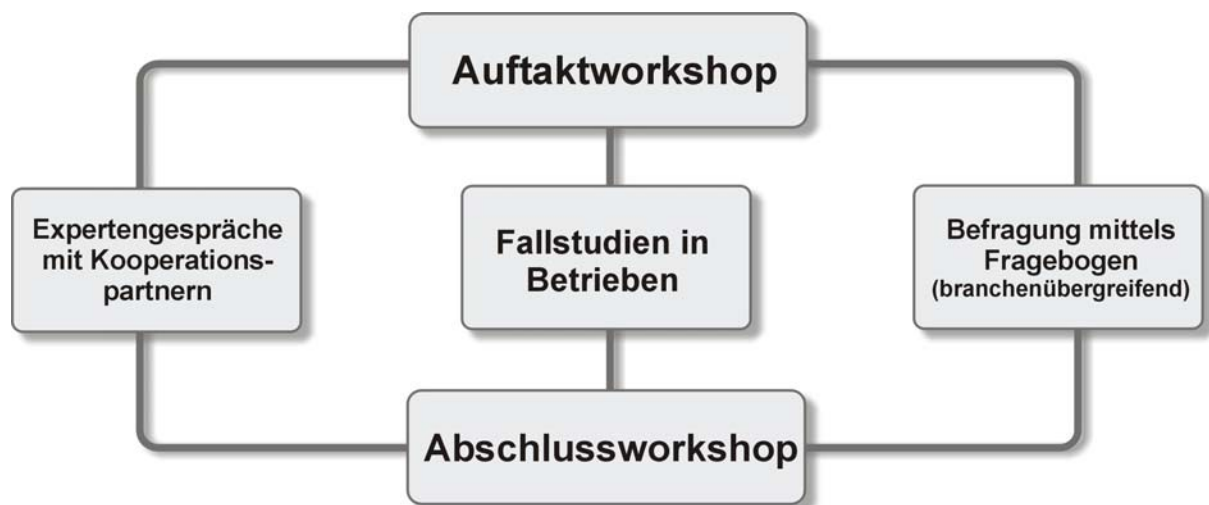 Auftaktworkshop
Expertengespräche
mit Kooperations-
partnern
Fallstudien in
Betrieben
Befragung mittels
Fragebogen
(branchenübergreifend)
Abschlussworkshop